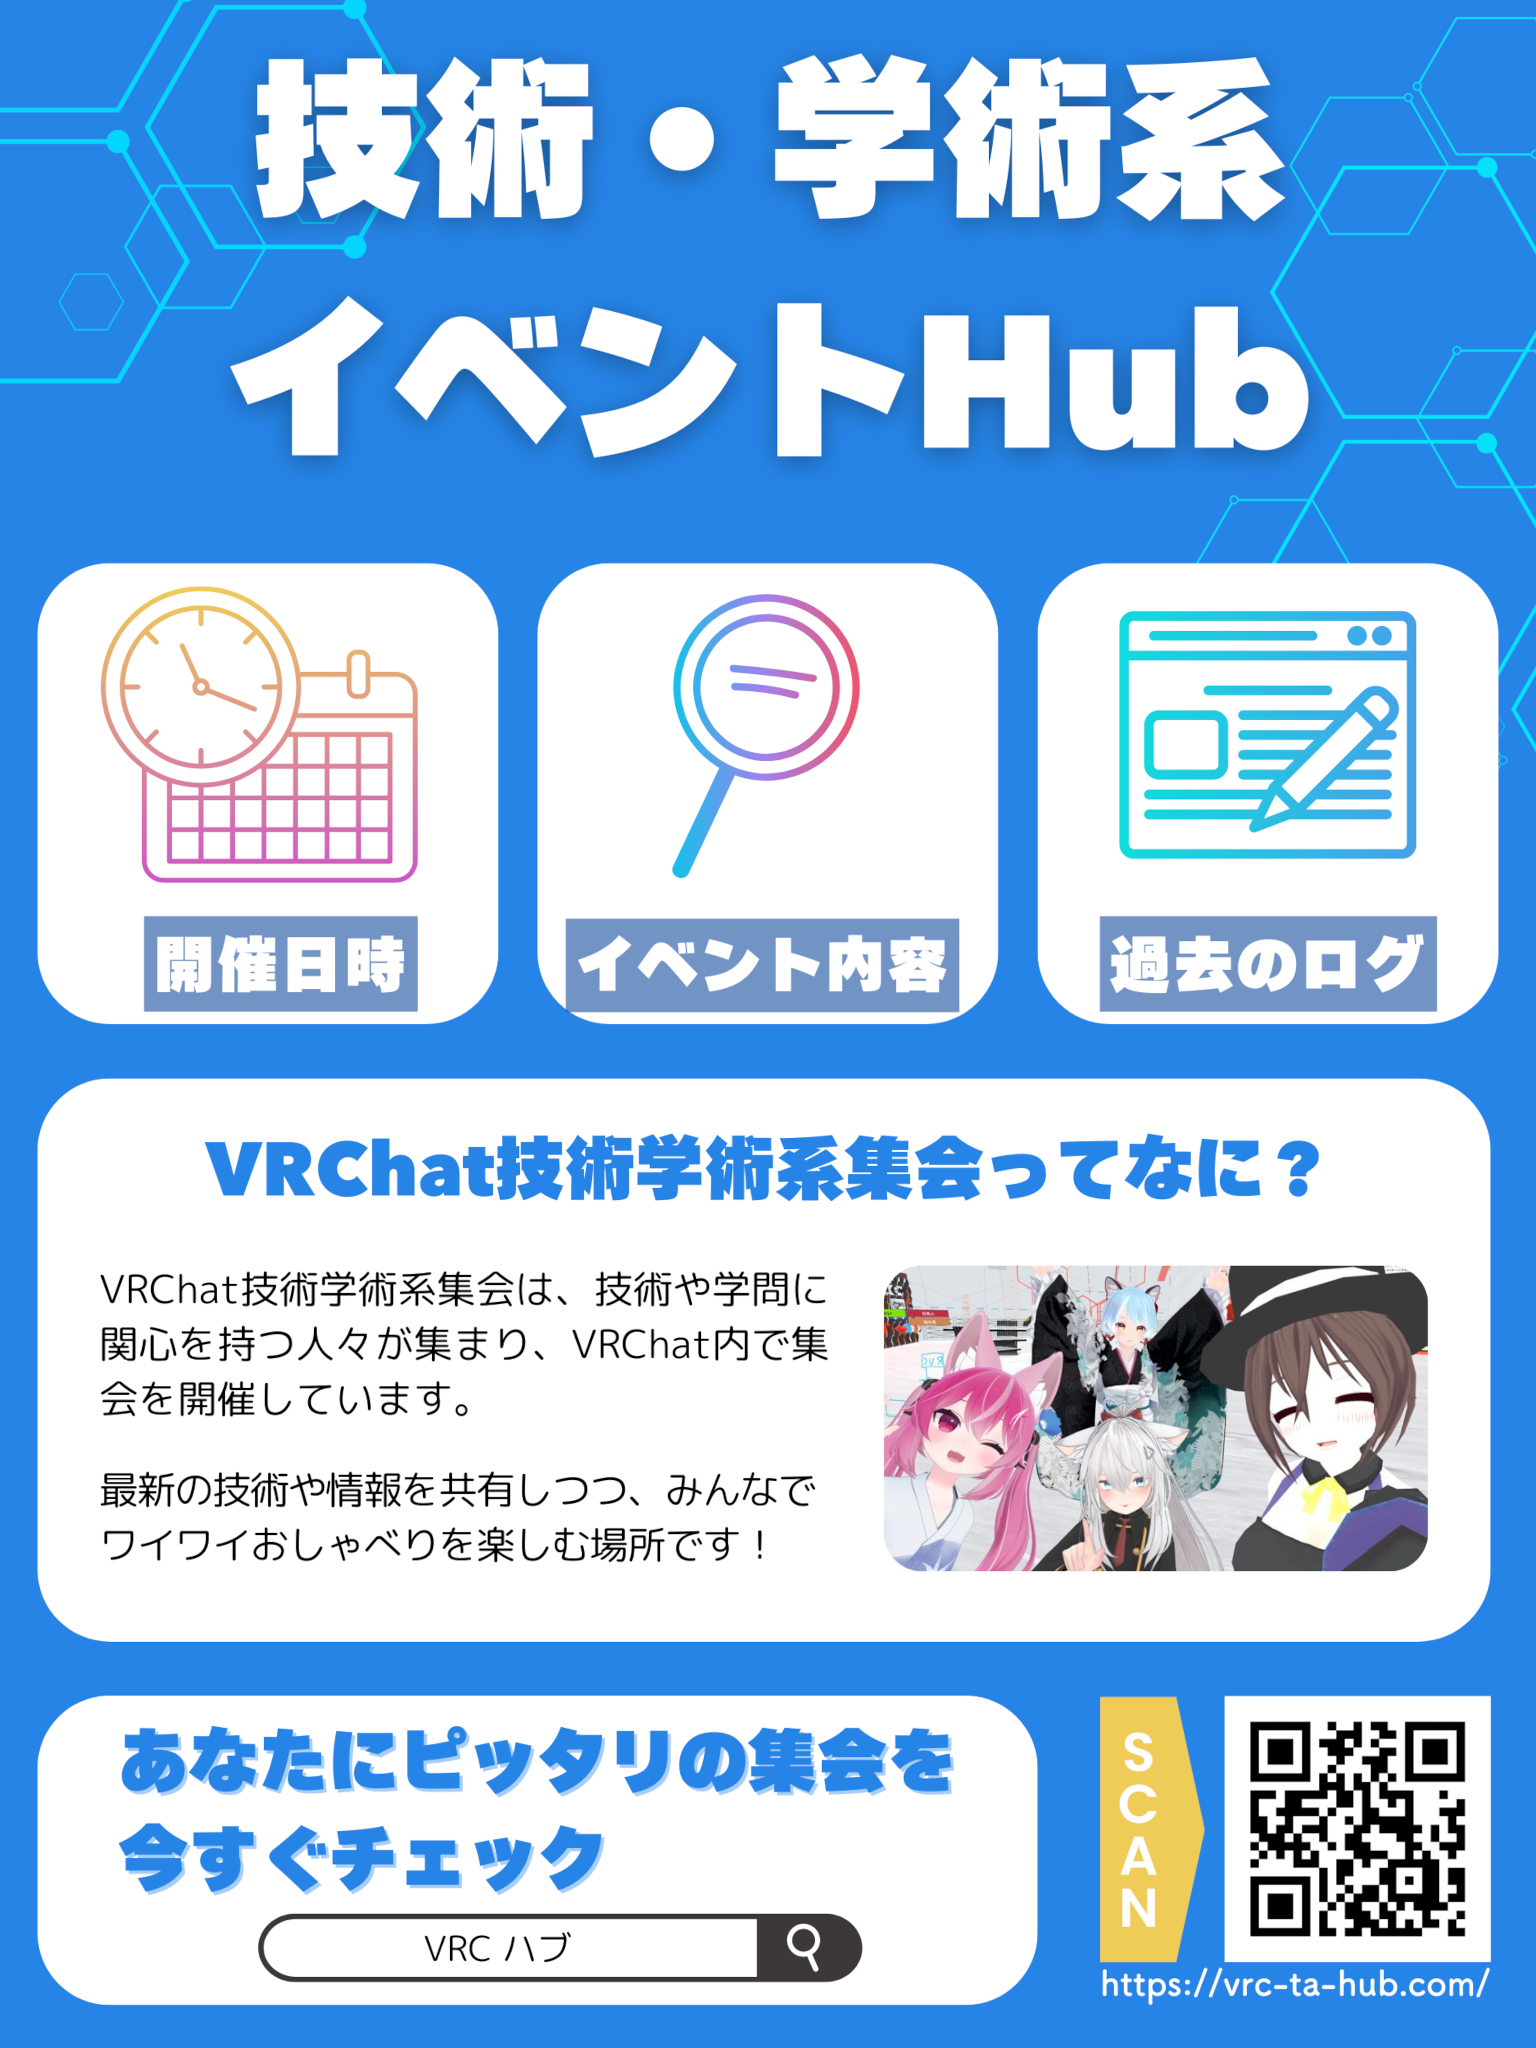 技術・学術系
イベントHub
開催日時
イベント内容
過去のログ
VRChat技術学術系集会ってなに？
VRChat技術学術系集会は、技術や学問に
関心を持つ人々が集まり、VRChat内で集
会を開催しています。
最新の技術や情報を共有しつつ、みんなで
ワイワイおしゃべりを楽しむ場所です！
あなたにピッタリの集会を
今すぐチェック
VRC ハブ
SCAN
https://vrc-ta-hub.com/